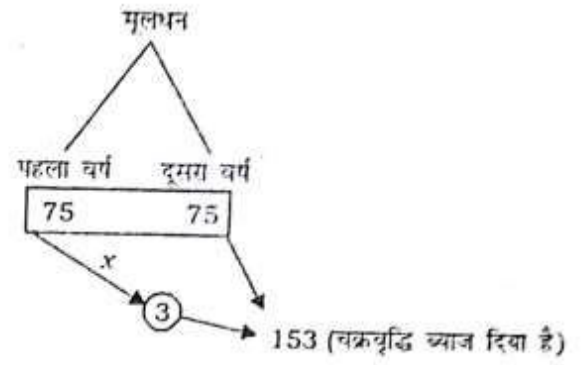 मूलधन
पहला वर्ष दूसरा वर्ष
75 75
x
3
153 (चक्रवृद्धि ब्याज दिया है)